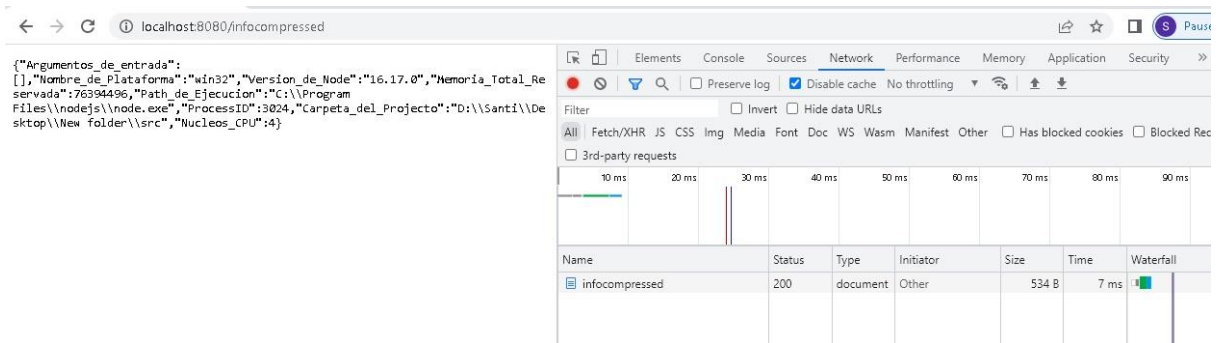 localhost:8080/infocompressed
S Pause
{"Argumentos_de_entrada":
[],"Nombre_de_Plataforma":"win32","Version_de_Node":"16.17.0","Memoria_Total_Re
servada":76394496,"Path_de_Ejecucion":"C:\\Program
Files\\nodejs\\node.exe","ProcessID":3024,"Carpeta_del_Projecto":"D:\\Santi\\De
sktop\\New folder\\src","Nucleos_CPU":4}
Elements Console Sources Network Performance Memory Application Security »
Preserve log Disable cache No throttling
Filter Invert Hide data URLs
All Fetch/XHR JS CSS Img Media Font Doc WS Wasm Manifest Other Has blocked cookies Blocked Rec
3rd-party requests
10 ms 20 ms 30 ms 40 ms 50 ms 60 ms 70 ms 80 ms 90 ms
Name Status Type Initiator Size Time Waterfall
infocompressed 200 document Other 534 B 7 ms